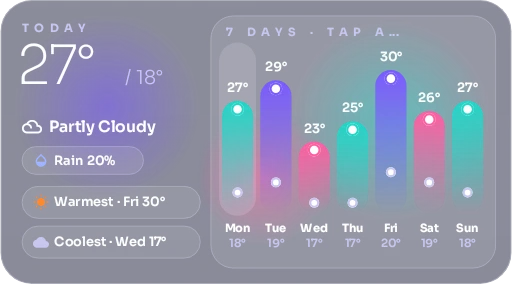 TODAY
27° / 18°
Partly Cloudy
Rain 20%
Warmest · Fri 30°
Coolest · Wed 17°
7 DAYS · TAP A...
27° 29° 23° 25° 30° 26° 27°
Mon Tue Wed Thu Fri Sat Sun
18° 19° 17° 17° 20° 19° 18°